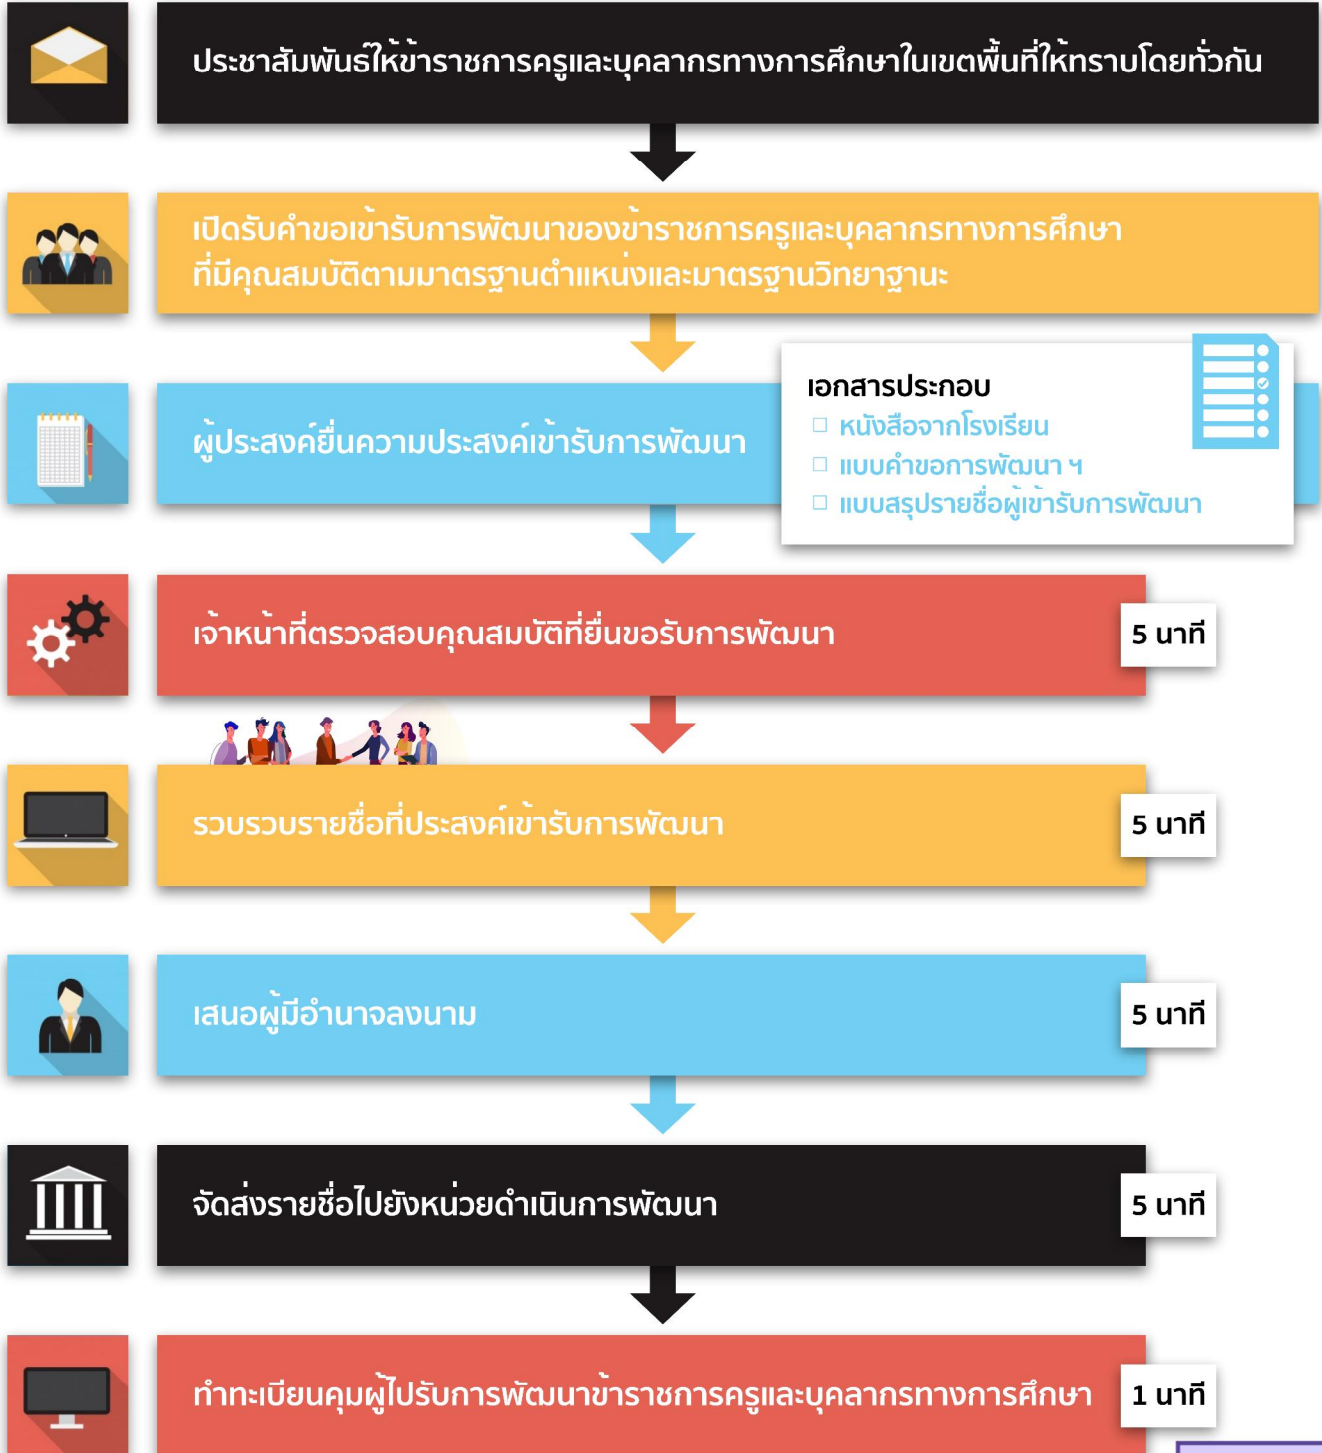 ประชาสัมพันธ์ให้ข้าราชการครูและบุคลากรทางการศึกษาในเขตพื้นที่ให้ทราบโดยทั่วกัน
เปิดรับคำขอเข้ารับการพัฒนาของข้าราชการครูและบุคลากรทางการศึกษา
ที่มีคุณสมบัติตามมาตรฐานตำแหน่งและมาตรฐานวิทยาฐานะ
ผู้ประสงค์ยื่นความประสงค์เข้ารับการพัฒนา
เอกสารประกอบ
□ หนังสือจากโรงเรียน
□ แบบคำขอการพัฒนา ฯ
□ แบบสรุปรายชื่อผู้เข้ารับการพัฒนา
เจ้าหน้าที่ตรวจสอบคุณสมบัติที่ยื่นขอรับการพัฒนา
5 นาที
รวบรวบรายชื่อที่ประสงค์เข้ารับการพัฒนา
5 นาที
เสนอผู้มีอำนาจลงนาม
5 นาที
จัดส่งรายชื่อไปยังหน่วยดำเนินการพัฒนา
5 นาที
ทำทะเบียนคุมผู้ไปรับการพัฒนาข้าราชการครูและบุคลากรทางการศึกษา
1 นาที